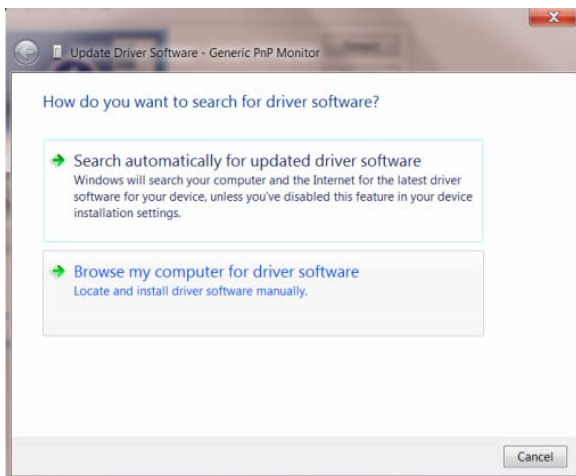 Update Driver Software - Generic PnP Monitor
How do you want to search for driver software?
Search automatically for updated driver software
Windows will search your computer and the Internet for the latest driver
software for your device, unless you've disabled this feature in your device
installation settings.
Browse my computer for driver software
Locate and install driver software manually.
Cancel